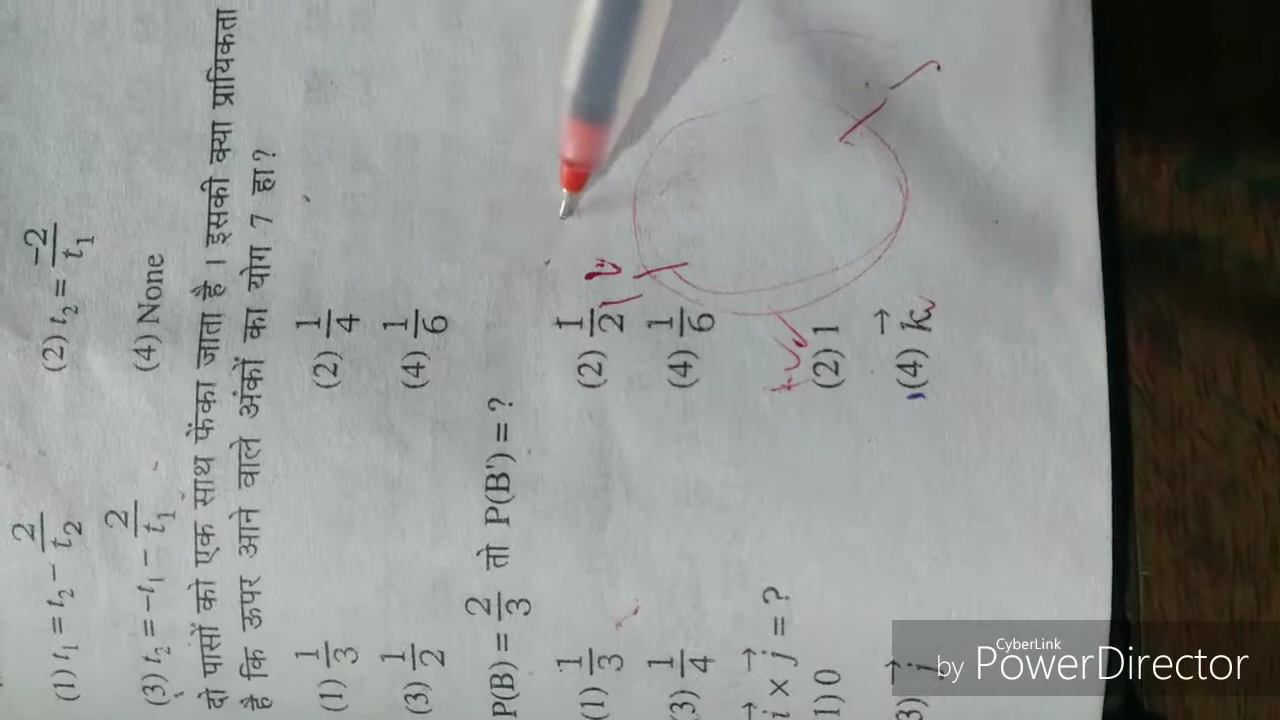 (1) t₁ = t₂ − 2/t₂ (2) t₂ = −2/t₁
(3) t₂ = −t₁ − 2/t₁ (4) None
दो पासों को एक साथ फेंका जाता है । इसकी क्या प्रायिकता
है कि ऊपर आने वाले अंकों का योग 7 हो?
(1) 1/3 (2) 1/4
(3) 1/2 (4) 1/6
P(B) = 2/3 तो P(B') = ?
(1) 1/3 (2) 1/2
(3) 1/4 (4) 1/6
i⃗ × j⃗ = ?
1) 0 (2) 1
3) (4) k⃗
CyberLink
by PowerDirector